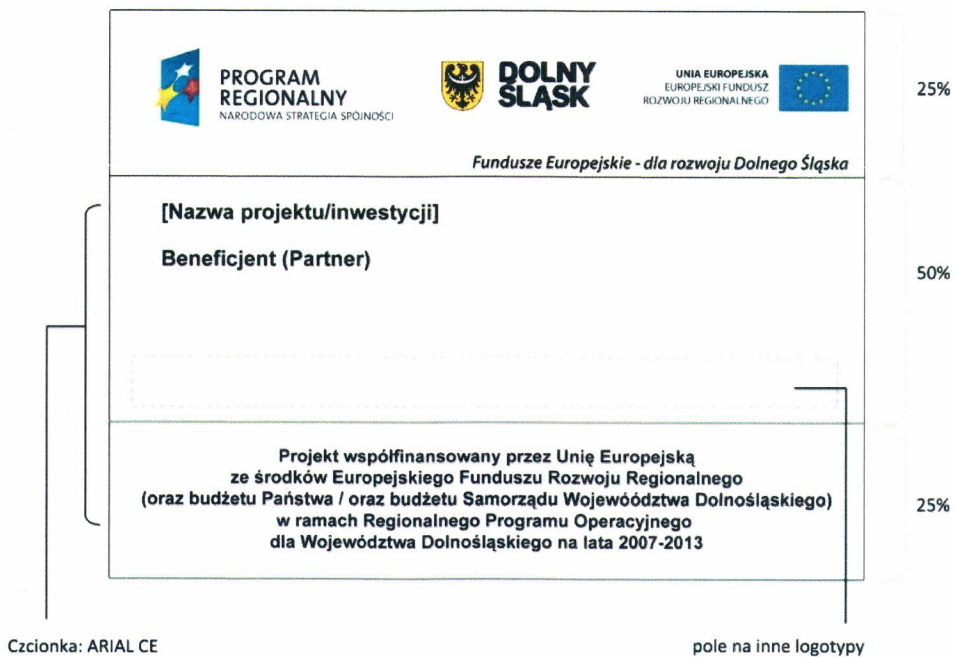 PROGRAM
REGIONALNY
NARODOWA STRATEGIA SPÓJNOŚCI
DOLNY
ŚLĄSK
UNIA EUROPEJSKA
EUROPEJSKI FUNDUSZ
ROZWOJU REGIONALNEGO
25%
Fundusze Europejskie - dla rozwoju Dolnego Śląska
[Nazwa projektu/inwestycji]
Beneficjent (Partner)
50%
Projekt współfinansowany przez Unię Europejską
ze środków Europejskiego Funduszu Rozwoju Regionalnego
(oraz budżetu Państwa / oraz budżetu Samorządu Wojewóództwa Dolnośląskiego)
w ramach Regionalnego Programu Operacyjnego
dla Województwa Dolnośląskiego na lata 2007-2013
25%
Czcionka: ARIAL CE
pole na inne logotypy